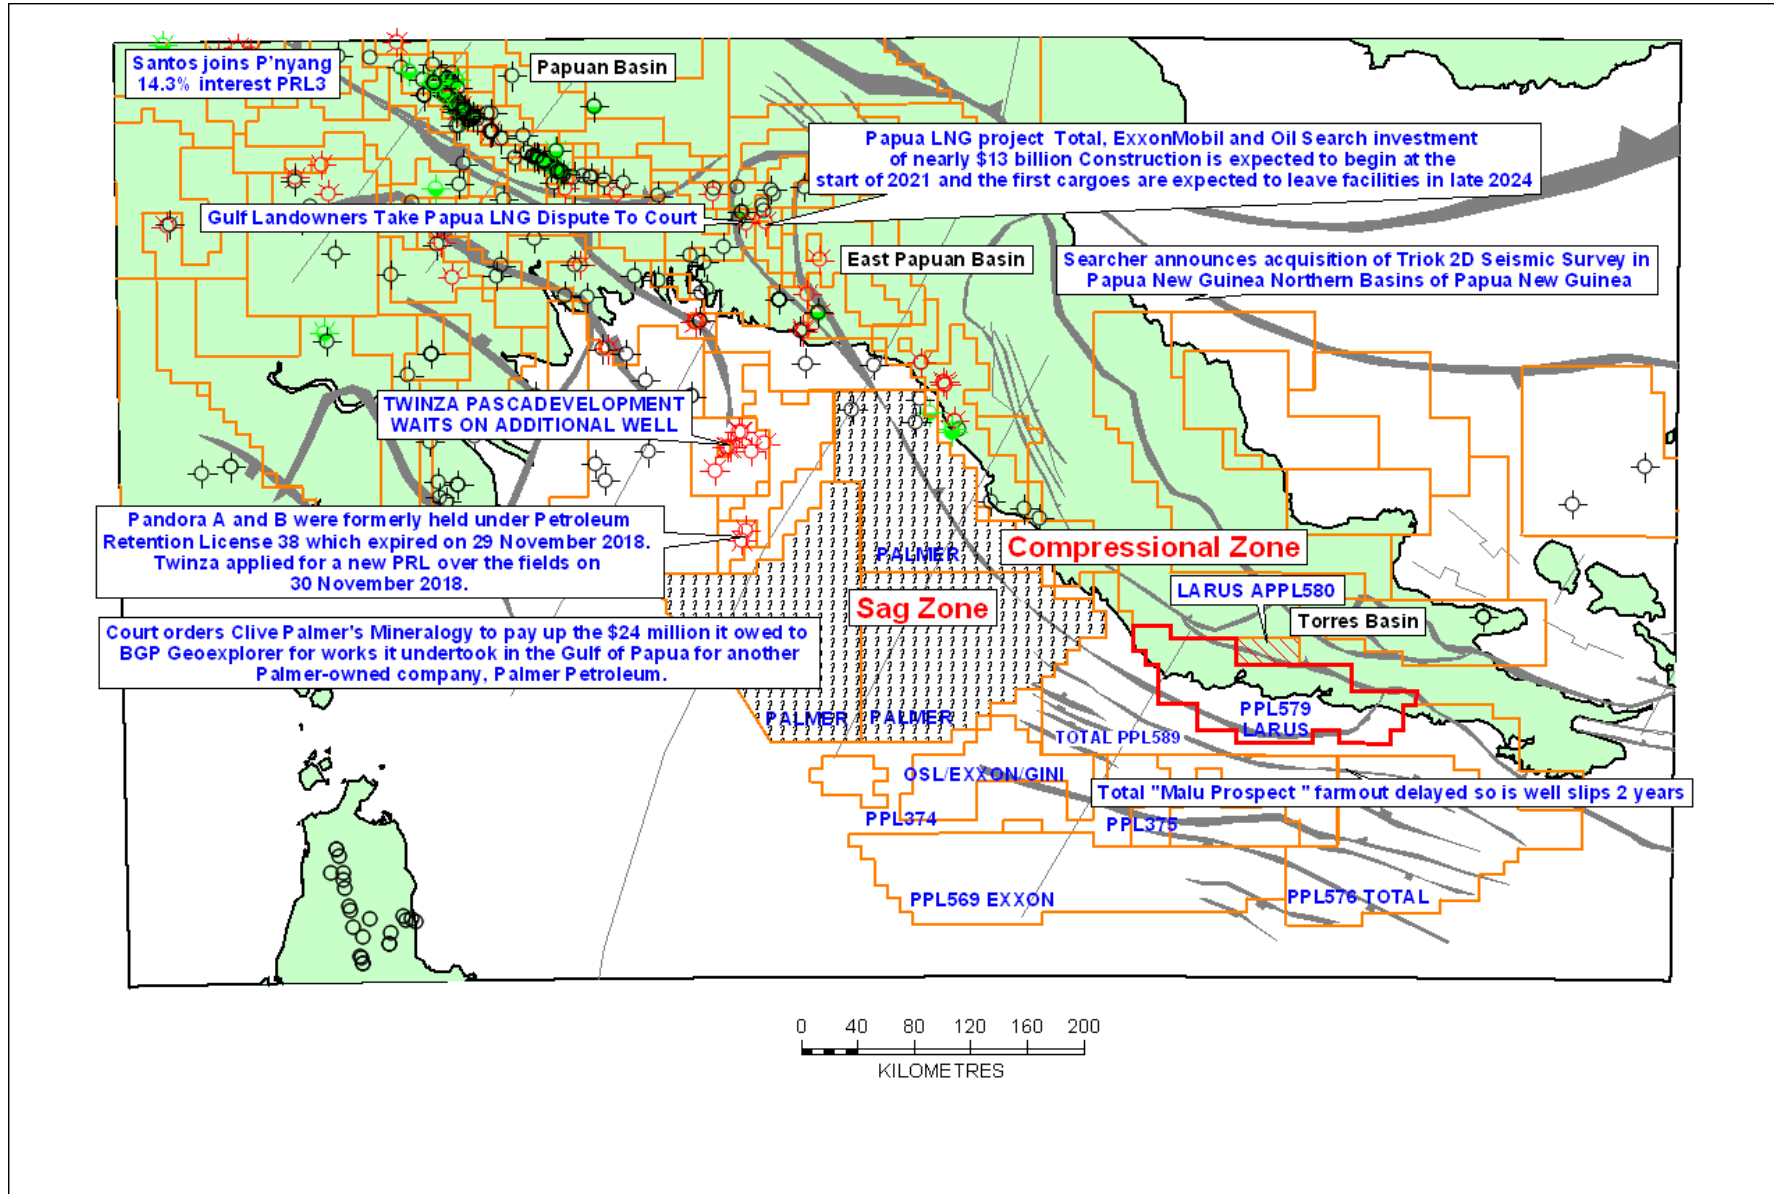 Santos joins P'nyang
14.3% interest PRL3
Papuan Basin
Papua LNG project Total, ExxonMobil and Oil Search investment
of nearly $13 billion Construction is expected to begin at the
start of 2021 and the first cargoes are expected to leave facilities in late 2024
Gulf Landowners Take Papua LNG Dispute To Court
East Papuan Basin
Searcher announces acquisition of Triok 2D Seismic Survey in
Papua New Guinea Northern Basins of Papua New Guinea
TWINZA PASCADEVELOPMENT
WAITS ON ADDITIONAL WELL
Pandora A and B were formerly held under Petroleum
Retention License 38 which expired on 29 November 2018.
Twinza applied for a new PRL over the fields on
30 November 2018.
PALMER
Compressional Zone
LARUS APPL580
Sag Zone
Torres Basin
Court orders Clive Palmer's Mineralogy to pay up the $24 million it owed to
BGP Geoexplorer for works it undertook in the Gulf of Papua for another
Palmer-owned company, Palmer Petroleum.
PALMER
PALMER
PPL579
LARUS
TOTAL PPL589
OSL/EXXON/GINI
Total "Malu Prospect " farmout delayed so is well slips 2 years
PPL374
PPL375
PPL569 EXXON
PPL576 TOTAL
0 40 80 120 160 200
KILOMETRES